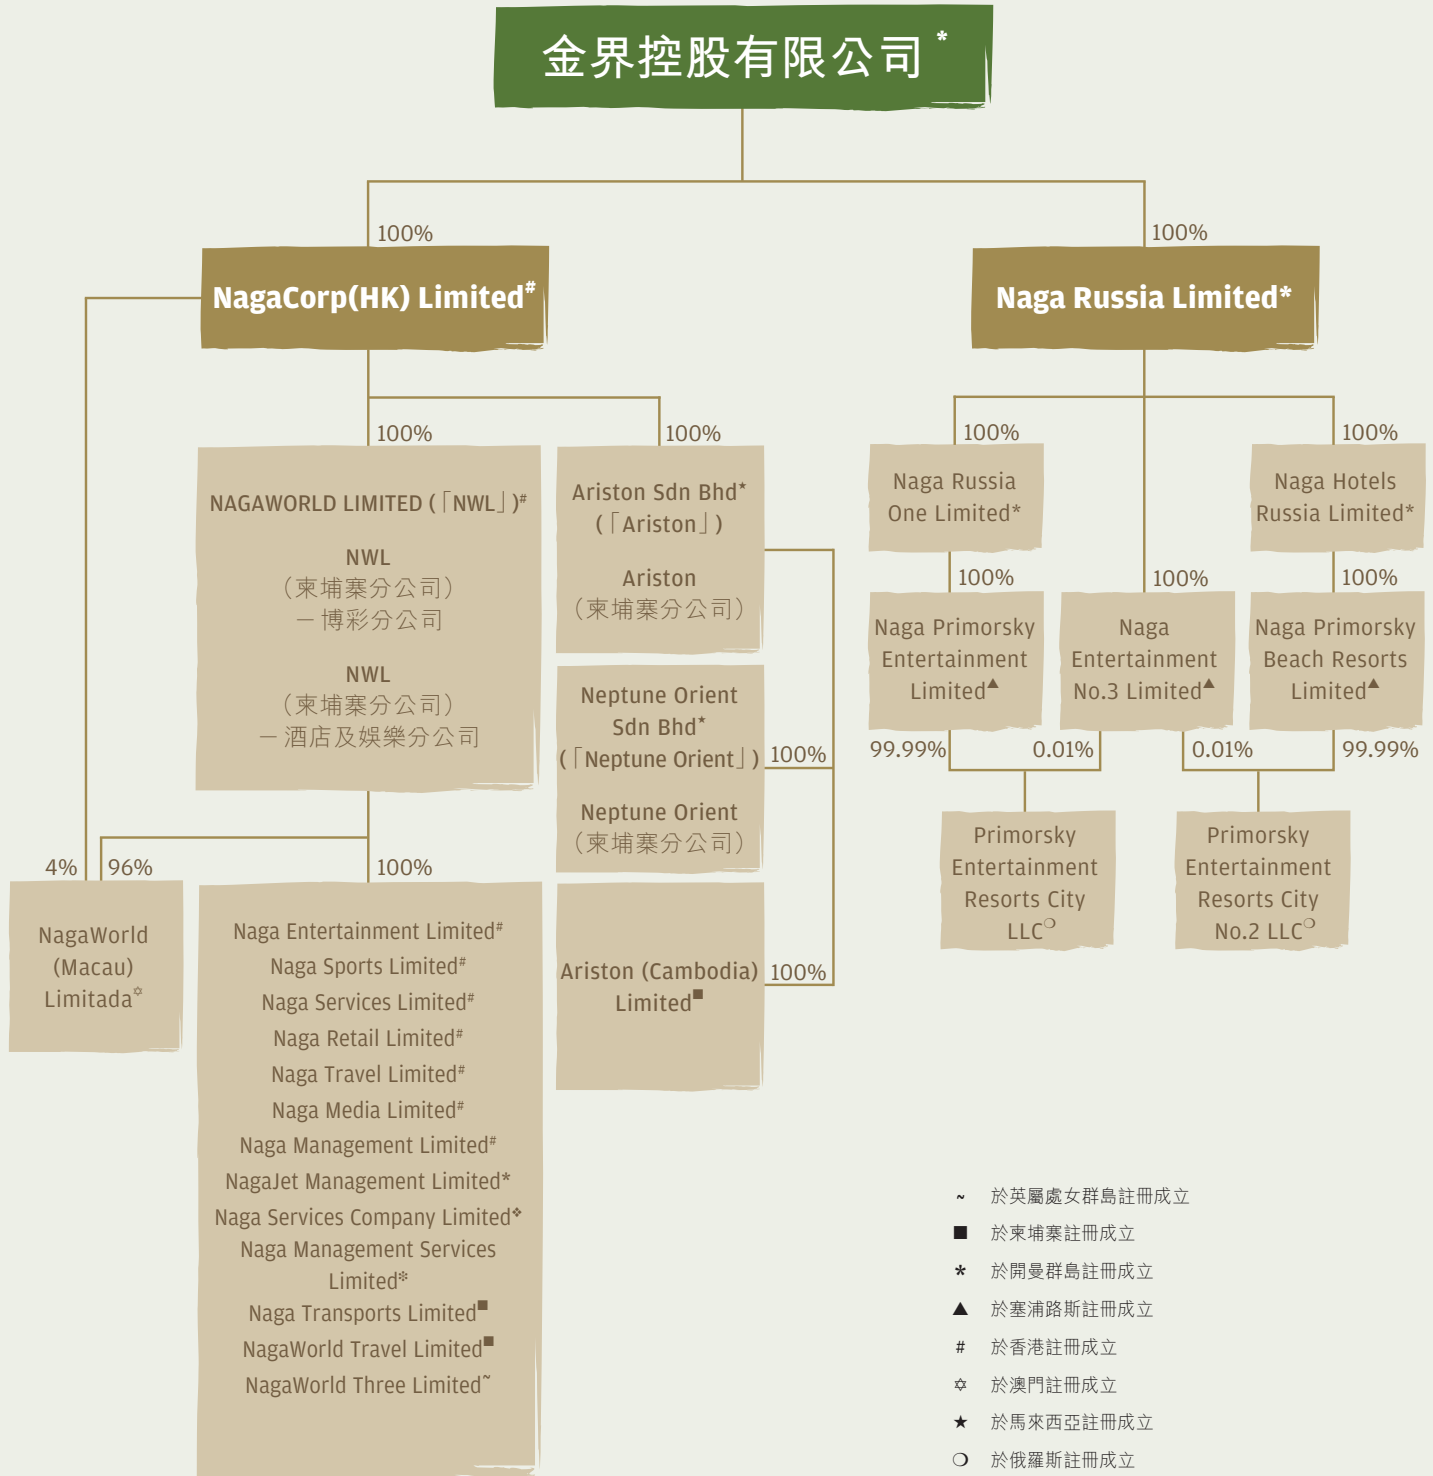 金界控股有限公司*
100%
100%
NagaCorp(HK) Limited#
Naga Russia Limited*
100%
100%
100%
100%
NAGAWORLD LIMITED (「NWL」)#
NWL
（柬埔寨分公司）
－博彩分公司
NWL
（柬埔寨分公司）
－酒店及娛樂分公司
Ariston Sdn Bhd★
(「Ariston」)
Ariston
（柬埔寨分公司）
Naga Russia
One Limited*
Naga Hotels
Russia Limited*
100%
100%
100%
Naga Primorsky
Entertainment
Limited▲
Naga
Entertainment
No.3 Limited▲
Naga Primorsky
Beach Resorts
Limited▲
Neptune Orient
Sdn Bhd★
(「Neptune Orient」)
Neptune Orient
（柬埔寨分公司）
100%
99.99%
0.01%
0.01%
99.99%
Primorsky
Entertainment
Resorts City
LLC❍
Primorsky
Entertainment
Resorts City
No.2 LLC❍
4%
96%
100%
NagaWorld
(Macau)
Limitada✡
Naga Entertainment Limited#
Naga Sports Limited#
Naga Services Limited#
Naga Retail Limited#
Naga Travel Limited#
Naga Media Limited#
Naga Management Limited#
NagaJet Management Limited*
Naga Services Company Limited❖
Naga Management Services
Limited❇
Naga Transports Limited■
NagaWorld Travel Limited■
NagaWorld Three Limited~
Ariston (Cambodia)
Limited■
100%
~ 於英屬處女群島註冊成立
■ 於柬埔寨註冊成立
* 於開曼群島註冊成立
▲ 於塞浦路斯註冊成立
# 於香港註冊成立
✡ 於澳門註冊成立
★ 於馬來西亞註冊成立
❍ 於俄羅斯註冊成立